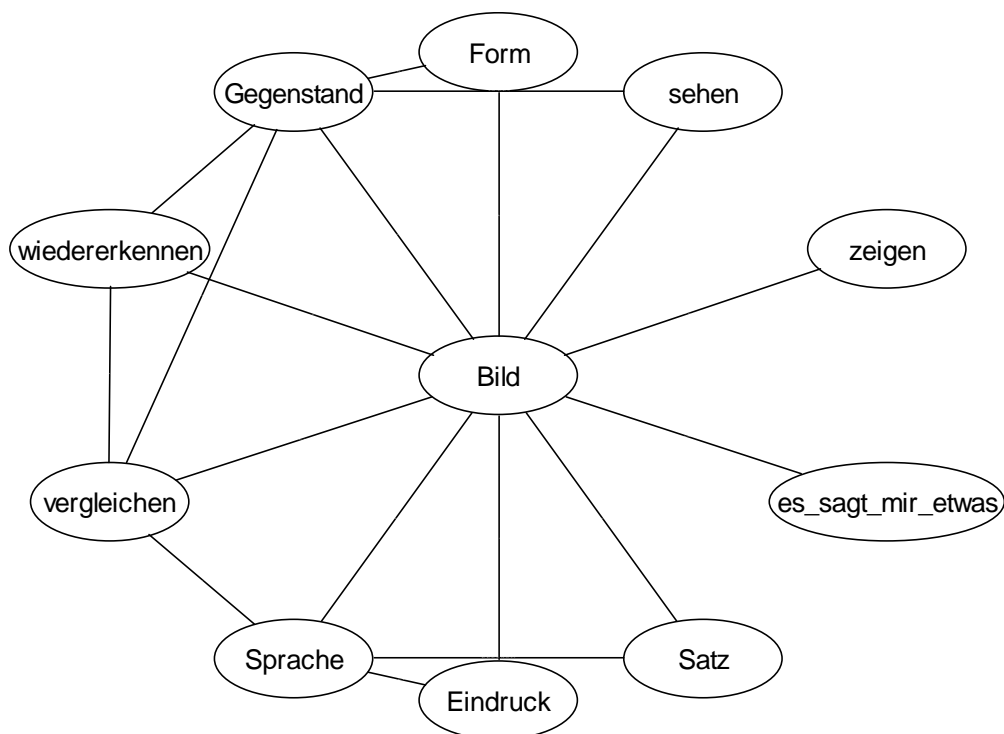 Form
Gegenstand
sehen
wiedererkennen
zeigen
Bild
vergleichen
es_sagt_mir_etwas
Sprache
Satz
Eindruck